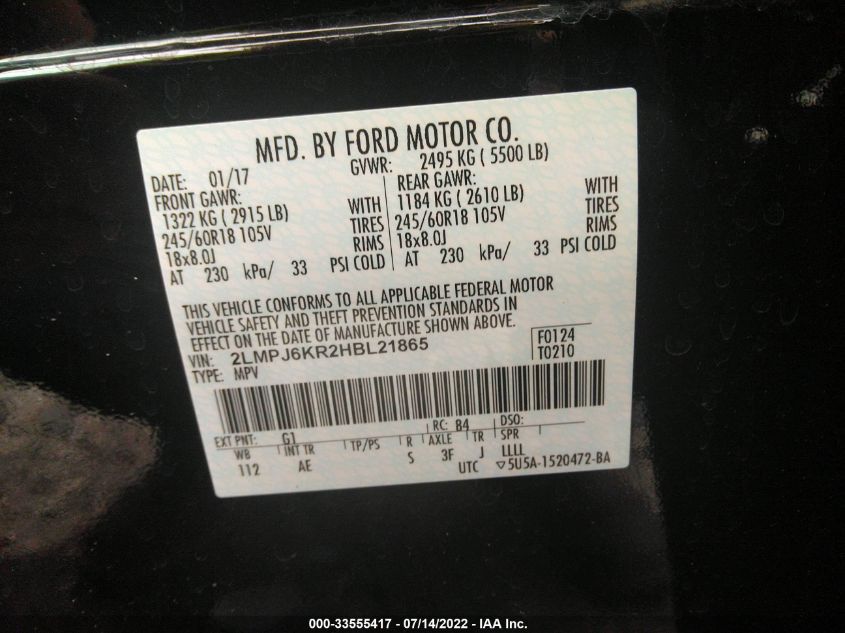 MFD. BY FORD MOTOR CO.
DATE: 01/17 GVWR: 2495 KG ( 5500 LB)
FRONT GAWR: REAR GAWR:
1322 KG ( 2915 LB) WITH 1184 KG ( 2610 LB) WITH
245/60R18 105V TIRES 245/60R18 105V TIRES
18x8.0J RIMS 18x8.0J RIMS
AT 230 kPa/ 33 PSI COLD AT 230 kPa/ 33 PSI COLD
THIS VEHICLE CONFORMS TO ALL APPLICABLE FEDERAL MOTOR
VEHICLE SAFETY AND THEFT PREVENTION STANDARDS IN
EFFECT ON THE DATE OF MANUFACTURE SHOWN ABOVE.
VIN: 2LMPJ6KR2HBL21865 F0124
TYPE: MPV T0210
EXT PNT: G1 RC: B4 DSO:
WB INT TR TP/PS R AXLE TR SPR
112 AE S 3F J LLLL
UTC ▽5U5A-1520472-BA
000-33555417 - 07/14/2022 - IAA Inc.